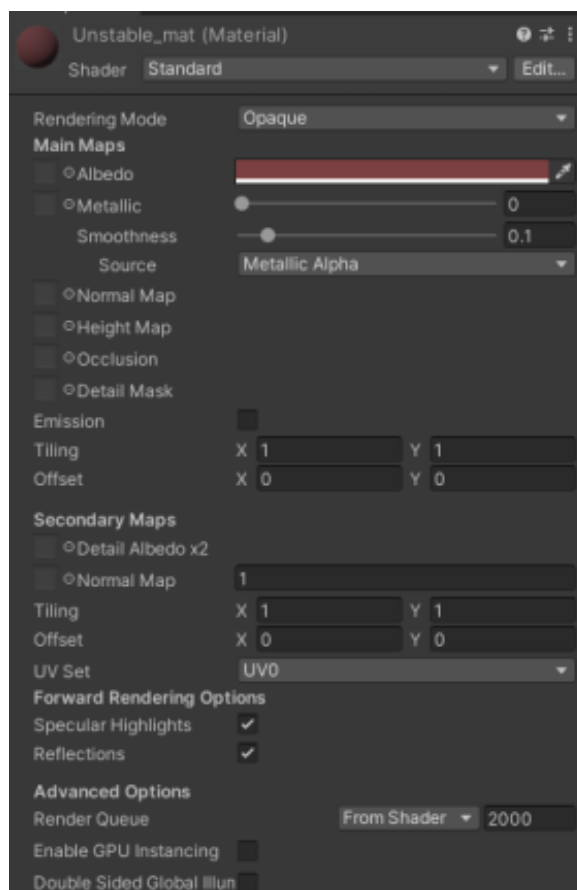 Unstable_mat (Material)
Shader Standard Edit...
Rendering Mode Opaque
Main Maps
Albedo
Metallic 0
Smoothness 0.1
Source Metallic Alpha
Normal Map
Height Map
Occlusion
Detail Mask
Emission
Tiling X 1 Y 1
Offset X 0 Y 0
Secondary Maps
Detail Albedo x2
Normal Map 1
Tiling X 1 Y 1
Offset X 0 Y 0
UV Set UV0
Forward Rendering Options
Specular Highlights
Reflections
Advanced Options
Render Queue From Shader 2000
Enable GPU Instancing
Double Sided Global Illun